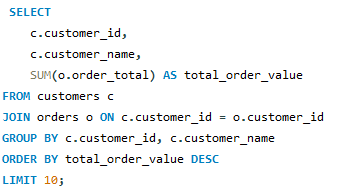 SELECT
c.customer_id,
c.customer_name,
SUM(o.order_total) AS total_order_value
FROM customers c
JOIN orders o ON c.customer_id = o.customer_id
GROUP BY c.customer_id, c.customer_name
ORDER BY total_order_value DESC
LIMIT 10;